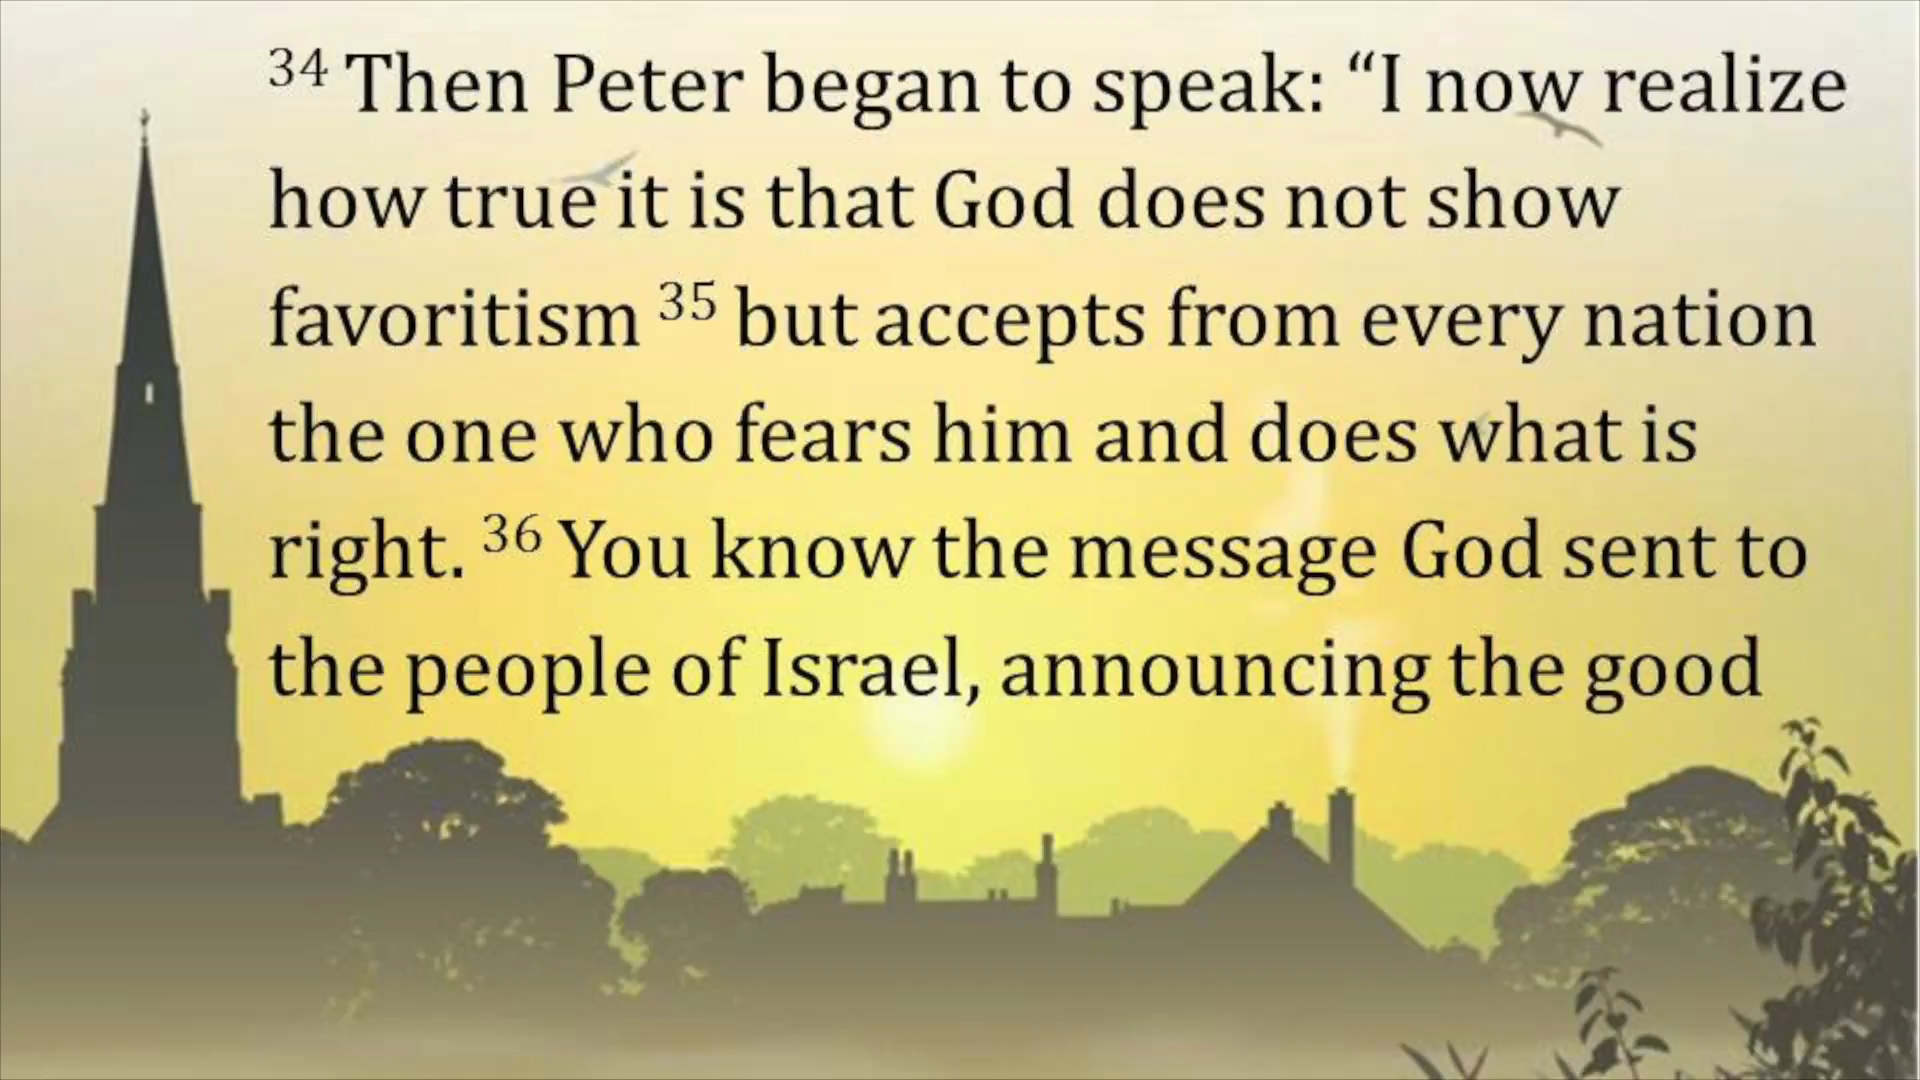 34 Then Peter began to speak: “I now realize
how true it is that God does not show
favoritism 35 but accepts from every nation
the one who fears him and does what is
right. 36 You know the message God sent to
the people of Israel, announcing the good